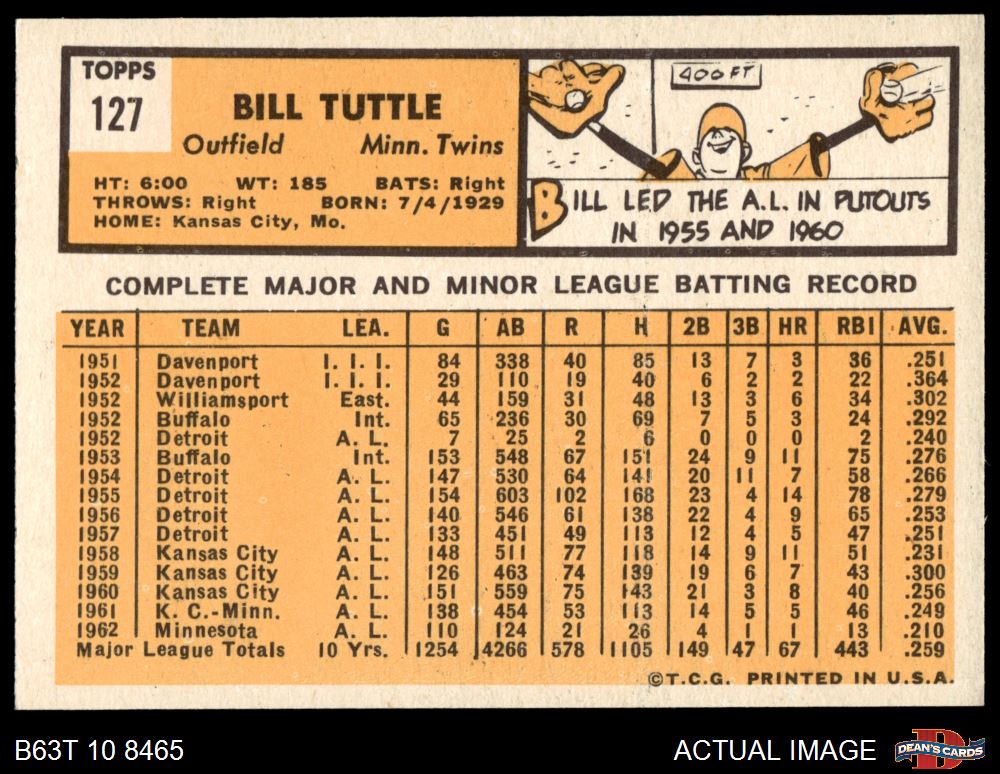 TOPPS
127
BILL TUTTLE
Outfield Minn. Twins
HT: 6:00 WT: 185 BATS: Right
THROWS: Right BORN: 7/4/1929
HOME: Kansas City, Mo.
400 FT
BILL LED THE A.L. IN PUTOUTS
IN 1955 AND 1960
COMPLETE MAJOR AND MINOR LEAGUE BATTING RECORD
YEAR TEAM LEA. G AB R H 2B 3B HR RBI AVG.
1951 Davenport I. I. I. 84 338 40 85 13 7 3 36 .251
1952 Davenport I. I. I. 29 110 19 40 6 2 2 22 .364
1952 Williamsport East. 44 159 31 48 13 3 6 34 .302
1952 Buffalo Int. 65 236 30 69 7 5 3 24 .292
1952 Detroit A. L. 7 25 2 6 0 0 0 2 .240
1953 Buffalo Int. 153 548 67 151 24 9 11 75 .276
1954 Detroit A. L. 147 530 64 141 20 11 7 58 .266
1955 Detroit A. L. 154 603 102 168 23 4 14 78 .279
1956 Detroit A. L. 140 546 61 138 22 4 9 65 .253
1957 Detroit A. L. 133 451 49 113 12 4 5 47 .251
1958 Kansas City A. L. 148 511 77 118 14 9 11 51 .231
1959 Kansas City A. L. 126 463 74 139 19 6 7 43 .300
1960 Kansas City A. L. 151 559 75 143 21 3 8 40 .256
1961 K. C.-Minn. A. L. 138 454 53 113 14 5 5 46 .249
1962 Minnesota A. L. 110 124 21 26 4 1 1 13 .210
Major League Totals 10 Yrs. 1254 4266 578 1105 149 47 67 443 .259
©T.C.G. PRINTED IN U.S.A.
B63T 10 8465 ACTUAL IMAGE D DEAN'S CARDS